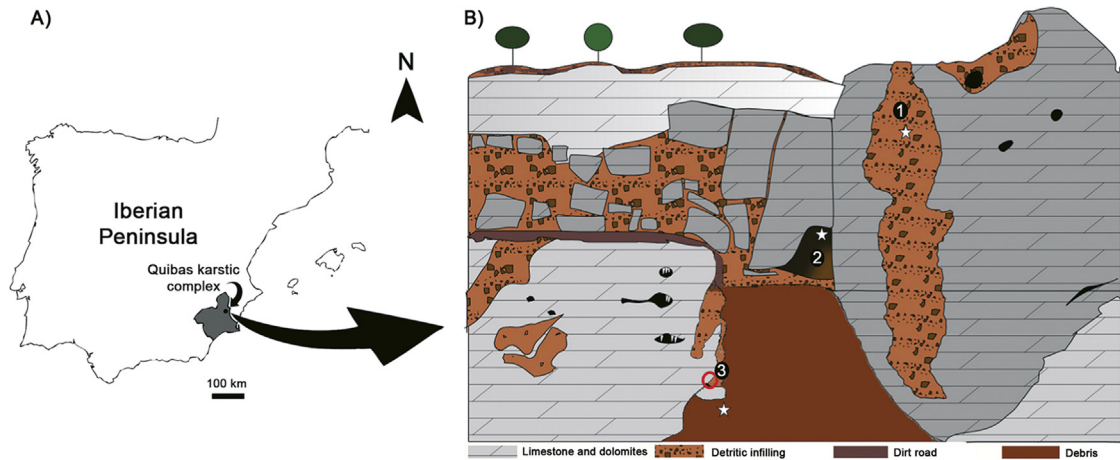 A)
N
Iberian
Peninsula
Quibas karstic
complex
100 km
B)
1
2
3
Limestone and dolomites
Detritic infilling
Dirt road
Debris